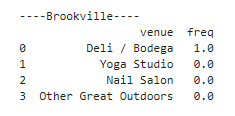 ----Brookville----
venue freq
0 Deli / Bodega 1.0
1 Yoga Studio 0.0
2 Nail Salon 0.0
3 Other Great Outdoors 0.0